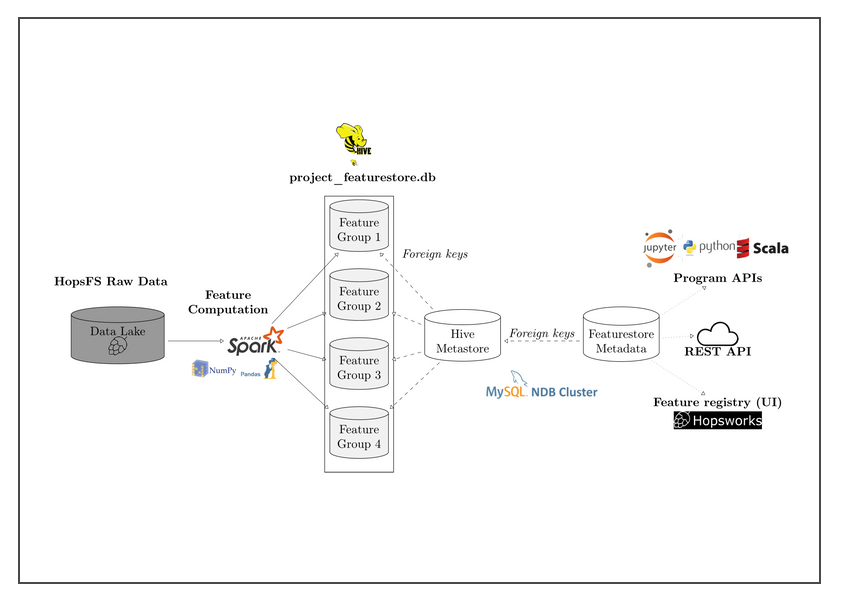 HIVE
project_featurestore.db
Feature
Group 1
Foreign keys
jupyter
python
Scala
Program APIs
HopsFS Raw Data
Feature
Computation
Feature
Group 2
Data Lake
APACHE
Spark
Hive
Metastore
Foreign keys
Featurestore
Metadata
REST API
NumPy
Pandas
Feature
Group 3
MySQL NDB Cluster
Feature registry (UI)
Hopsworks
Feature
Group 4